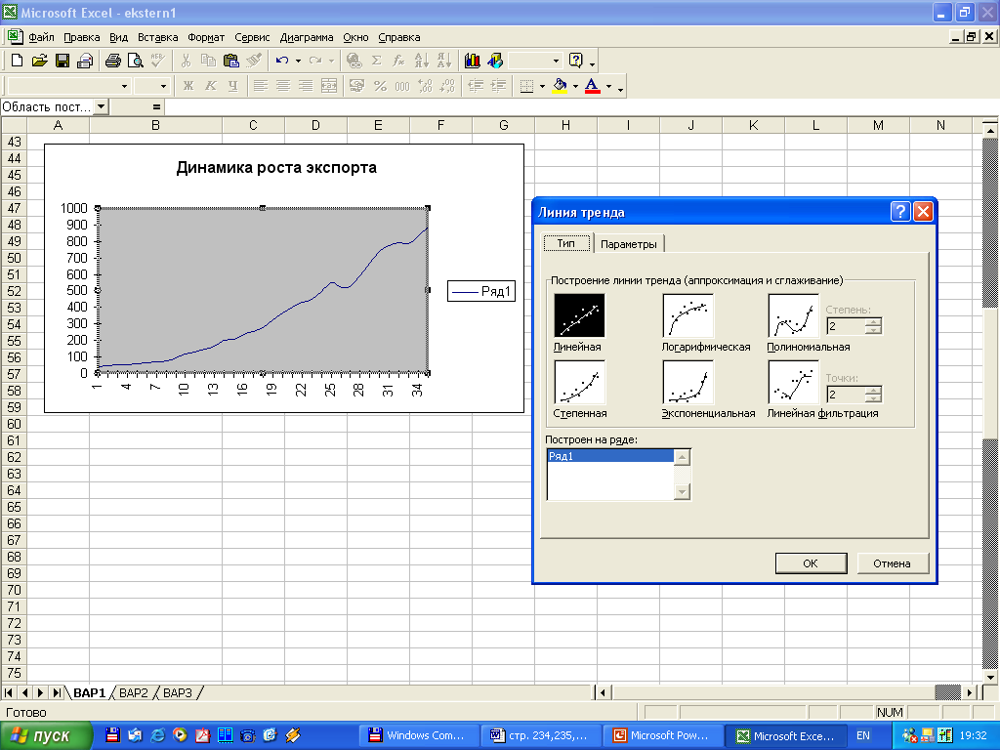 Microsoft Excel - ekstern1
Файл Правка Вид Вставка Формат Сервис Диаграмма Окно Справка
Ж К Ч
% 000
Область пост... =
A B C D E F G H I J K L M N
43
44
45
46
47
48
49
50
51
52
53
54
55
56
57
58
59
60
61
62
63
64
65
66
67
68
69
70
71
72
73
74
75
Динамика роста экспорта
1000
900
800
700
600
500
400
300
200
100
0
1 4 7 10 13 16 19 22 25 28 31 34
Ряд1
Линия тренда
Тип Параметры
Построение линии тренда (аппроксимация и сглаживание)
Линейная Логарифмическая Полиномиальная
Степень:
2
Степенная Экспоненциальная Линейная фильтрация
Точки:
2
Построен на ряде:
Ряд1
ОК Отмена
ВАР1 ВАР2 ВАР3
Готово NUM
пуск Windows Com... стр. 234,235,... Microsoft Pow... Microsoft Exce... EN 19:32